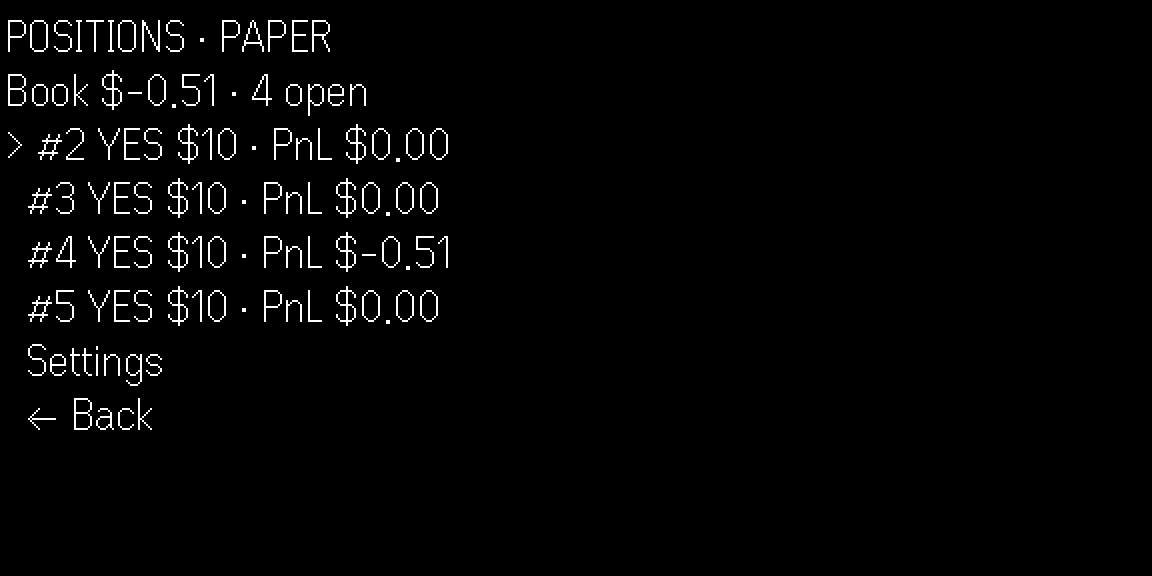 POSITIONS · PAPER
Book $-0.51 · 4 open
> #2 YES $10 · PnL $0.00
#3 YES $10 · PnL $0.00
#4 YES $10 · PnL $-0.51
#5 YES $10 · PnL $0.00
Settings
← Back